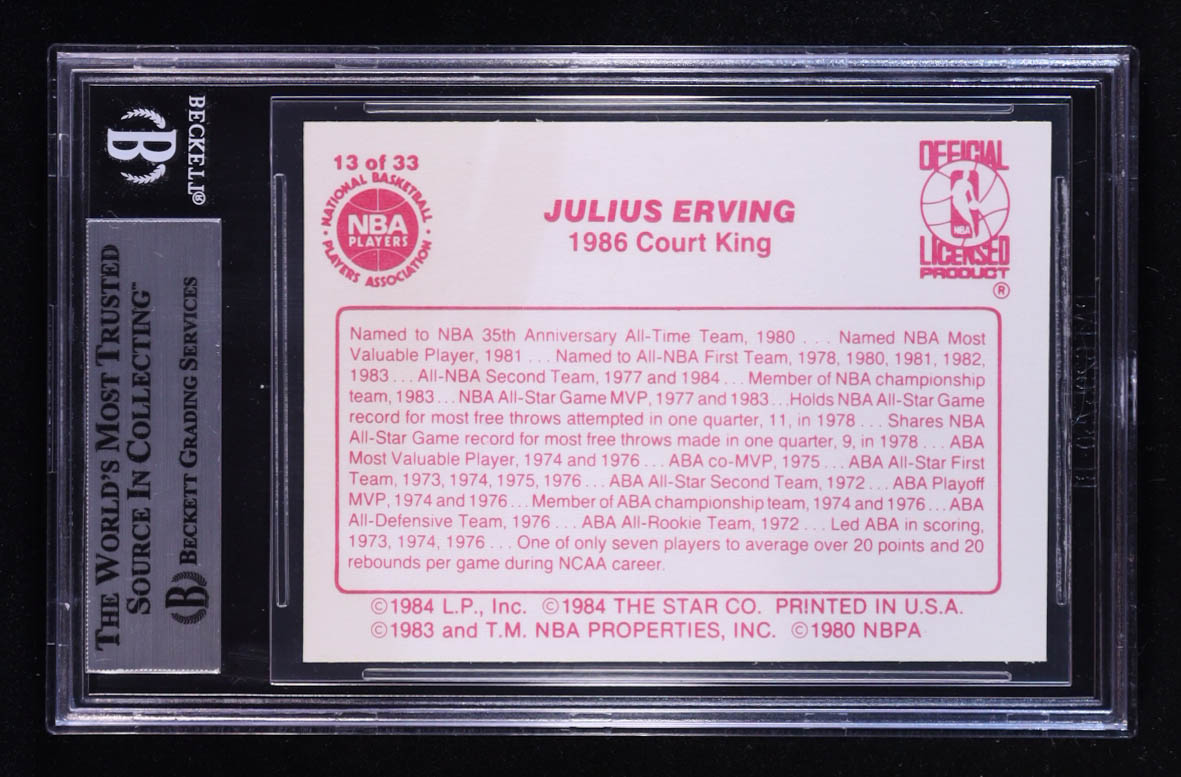 BECKETT®
B
THE WORLD'S MOST TRUSTED
SOURCE IN COLLECTING™
B BECKETT GRADING SERVICES
13 of 33
NATIONAL BASKETBALL
NBA
PLAYERS
PLAYERS ASSOCIATION
JULIUS ERVING
1986 Court King
OFFICIAL
NBA
LICENSED
PRODUCT
®
Named to NBA 35th Anniversary All-Time Team, 1980 ... Named NBA Most
Valuable Player, 1981 ... Named to All-NBA First Team, 1978, 1980, 1981, 1982,
1983 ... All-NBA Second Team, 1977 and 1984 ... Member of NBA championship
team, 1983 ... NBA All-Star Game MVP, 1977 and 1983 ... Holds NBA All-Star Game
record for most free throws attempted in one quarter, 11, in 1978 ... Shares NBA
All-Star Game record for most free throws made in one quarter, 9, in 1978 ... ABA
Most Valuable Player, 1974 and 1976 ... ABA co-MVP, 1975 ... ABA All-Star First
Team, 1973, 1974, 1975, 1976 ... ABA All-Star Second Team, 1972 ... ABA Playoff
MVP, 1974 and 1976 ... Member of ABA championship team, 1974 and 1976 ... ABA
All-Defensive Team, 1976 ... ABA All-Rookie Team, 1972 ... Led ABA in scoring,
1973, 1974, 1976 ... One of only seven players to average over 20 points and 20
rebounds per game during NCAA career.
©1984 L.P., Inc. ©1984 THE STAR CO. PRINTED IN U.S.A.
©1983 and T.M. NBA PROPERTIES, INC. ©1980 NBPA